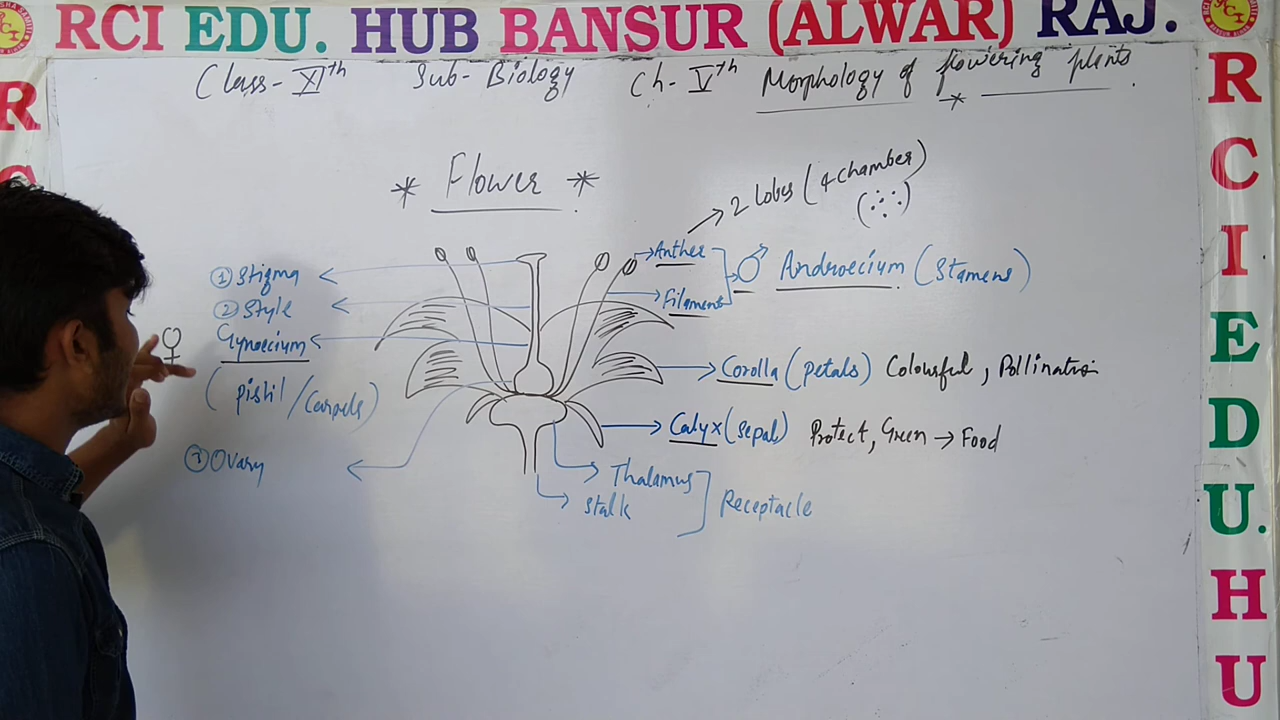 RCI EDU. HUB BANSUR (ALWAR) RAJ.
Class-XIth Sub-Biology Ch-Vth Morphology of flowering plants
* Flower *
2 Lobes (4 chamber)
① Stigma
② Style
Gynoecium
(pistil/Carpels)
③ Ovary
♀
Anther
Filament
♂ Androecium (Stamens)
Corolla (petals) Colourful, Pollination
Calyx (sepal) Protect, Green → Food
Thalamus
Stalk
Receptacle
R
R
C
I
E
D
U.
H
U